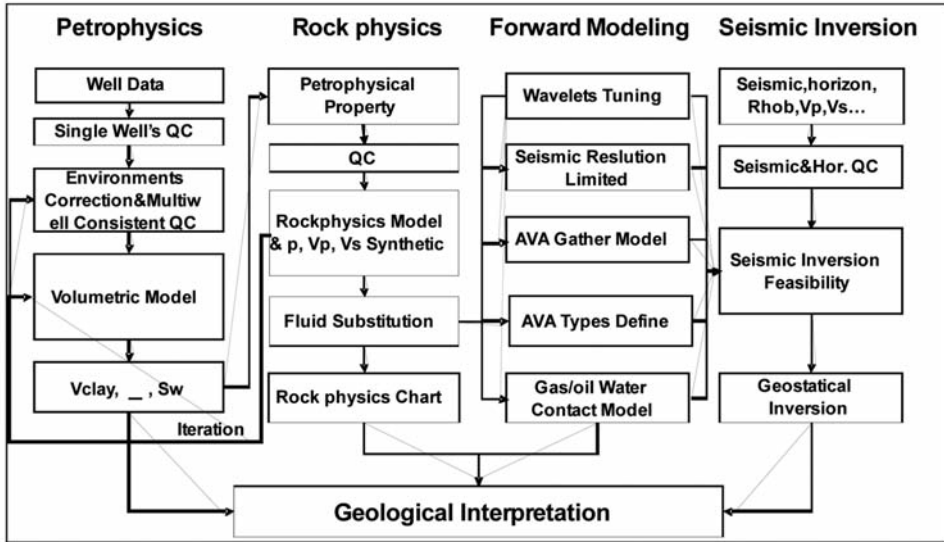 Petrophysics
Well Data
Single Well's QC
Environments
Correction&Multiw
ell Consistent QC
Volumetric Model
Vclay, _ , Sw
Iteration
Rock physics
Petrophysical
Property
QC
Rockphysics Model
& p, Vp, Vs Synthetic
Fluid Substitution
Rock physics Chart
Forward Modeling
Wavelets Tuning
Seismic Reslution
Limited
AVA Gather Model
AVA Types Define
Gas/oil Water
Contact Model
Seismic Inversion
Seismic,horizon,
Rhob,Vp,Vs...
Seismic&Hor. QC
Seismic Inversion
Feasibility
Geostatical
Inversion
Geological Interpretation